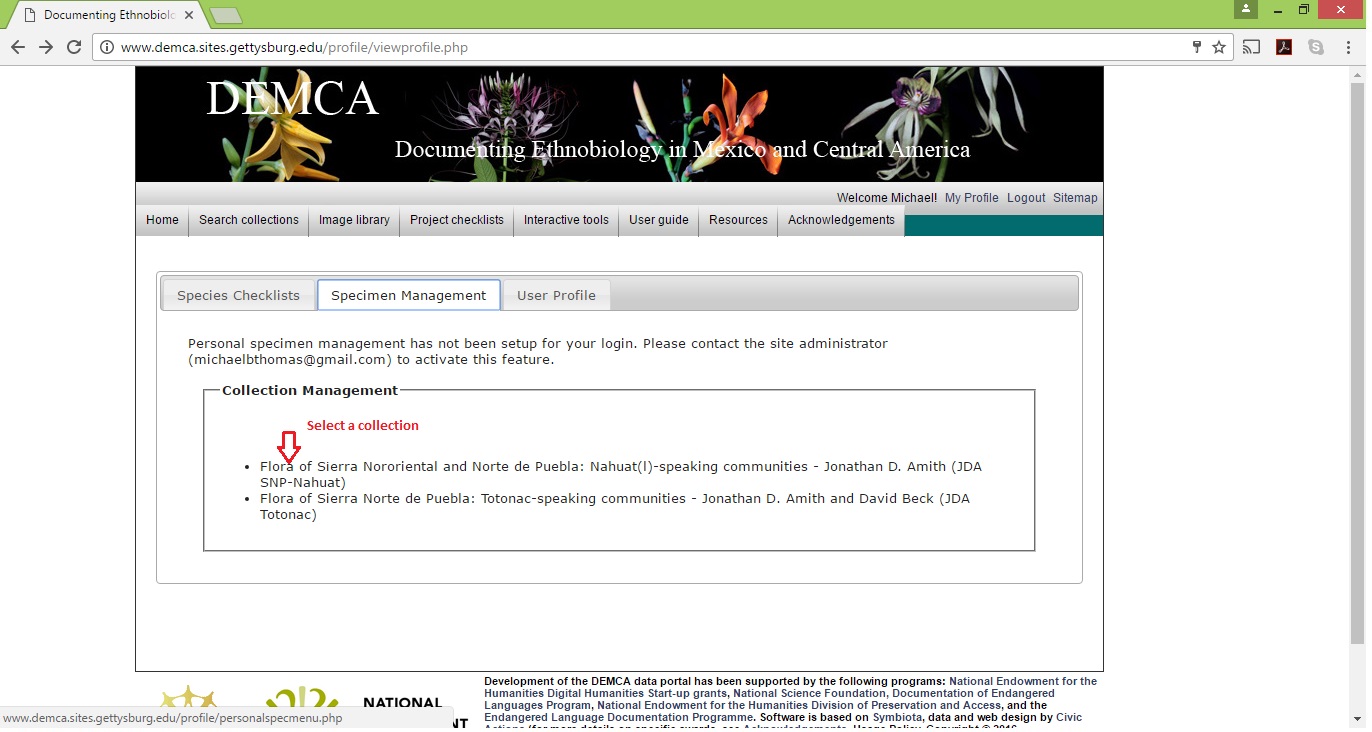 Documenting Ethnobiolo
www.demca.sites.gettysburg.edu/profile/viewprofile.php
DEMCA
Documenting Ethnobiology in Mexico and Central America
Welcome Michael! My Profile Logout Sitemap
Home Search collections Image library Project checklists Interactive tools User guide Resources Acknowledgements
Species Checklists Specimen Management User Profile
Personal specimen management has not been setup for your login. Please contact the site administrator
(michaelbthomas@gmail.com) to activate this feature.
Collection Management
Select a collection
Flora of Sierra Nororiental and Norte de Puebla: Nahuat(l)-speaking communities - Jonathan D. Amith (JDA
SNP-Nahuat)
Flora of Sierra Norte de Puebla: Totonac-speaking communities - Jonathan D. Amith and David Beck (JDA
Totonac)
Development of the DEMCA data portal has been supported by the following programs: National Endowment for the
Humanities Digital Humanities Start-up grants, National Science Foundation, Documentation of Endangered
Languages Program, National Endowment for the Humanities Division of Preservation and Access, and the
Endangered Language Documentation Programme. Software is based on Symbiota, data and web design by Civic
NATIONAL
www.demca.sites.gettysburg.edu/profile/personalspecmenu.php